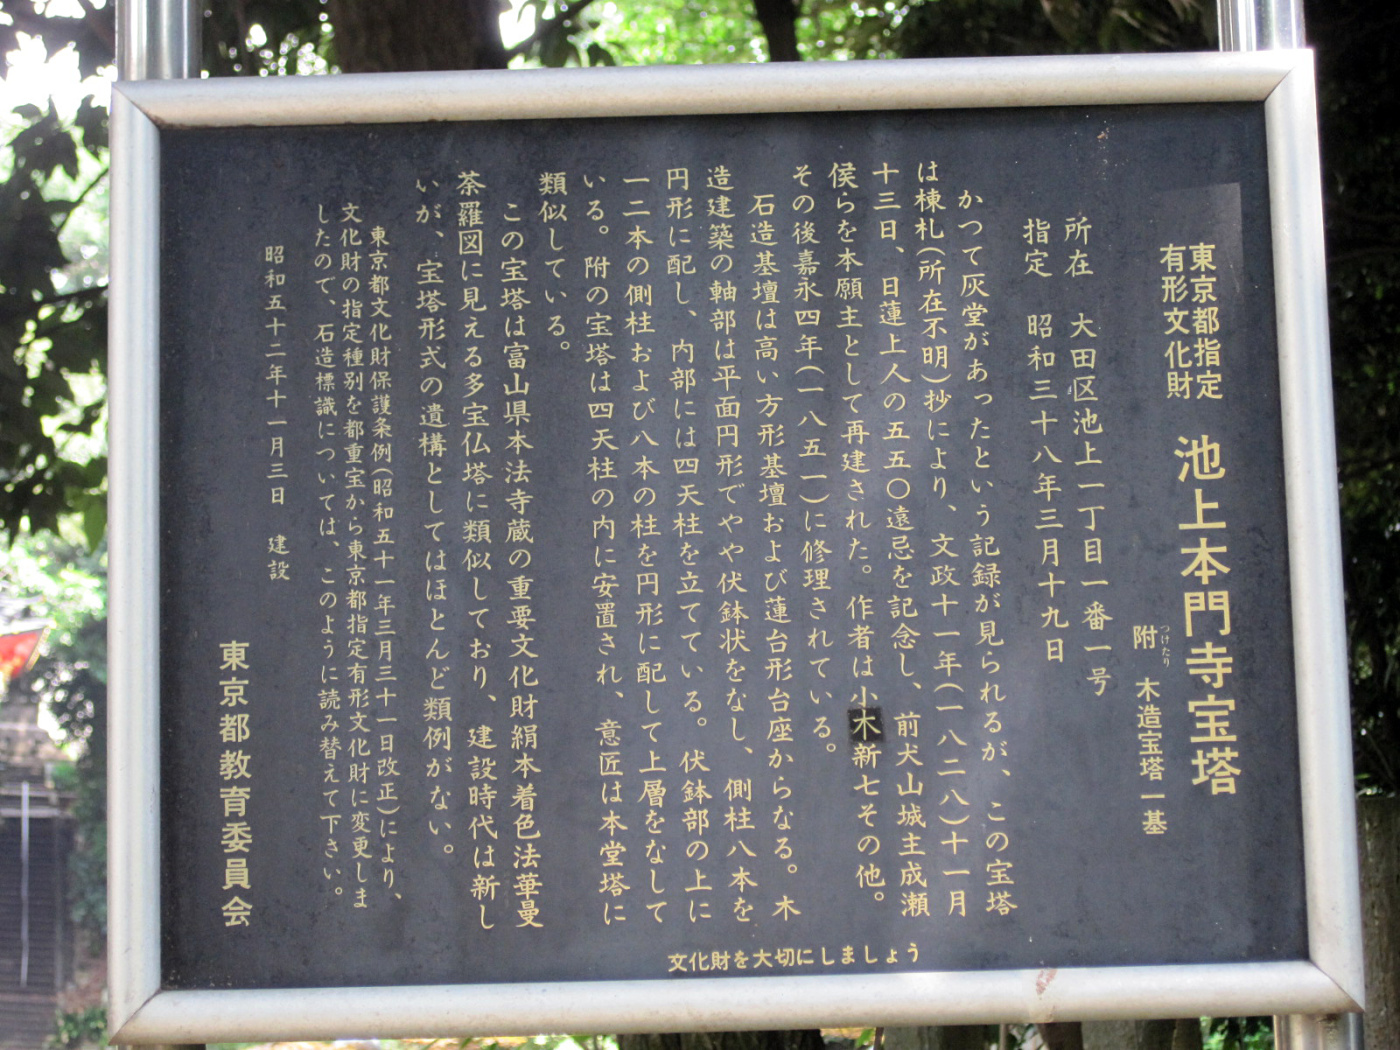 東京都指定
有形文化財
池上本門寺宝塔
附 木造宝塔一基
つけたり
所在 大田区池上一丁目一番一号
指定 昭和三十八年三月十九日
かつて灰堂があったという記録が見られるが、この宝塔
は棟札(所在不明)抄により、文政十一年(一八二八)十一月
十三日、日蓮上人の五五〇遠忌を記念し、前犬山城主成瀬
侯らを本願主として再建された。作者は小木新七その他。
その後嘉永四年(一八五一)に修理されている。
石造基壇は高い方形基壇および蓮台形台座からなる。木
造建築の軸部は平面円形でやや伏鉢状をなし、側柱八本を
円形に配し、内部には四天柱を立てている。伏鉢部の上に
一二本の側柱および八本の柱を円形に配して上層をなして
いる。附の宝塔は四天柱の内に安置され、意匠は本堂塔に
類似している。
この宝塔は富山県本法寺蔵の重要文化財絹本着色法華曼
荼羅図に見える多宝仏塔に類似しており、建設時代は新し
いが、宝塔形式の遺構としてはほとんど類例がない。
東京都文化財保護条例(昭和五十一年三月三十一日改正)により、
文化財の指定種別を都重宝から東京都指定有形文化財に変更しま
したので、石造標識については、このように読み替えて下さい。
昭和五十二年十一月三日 建設
東京都教育委員会
文化財を大切にしましょう